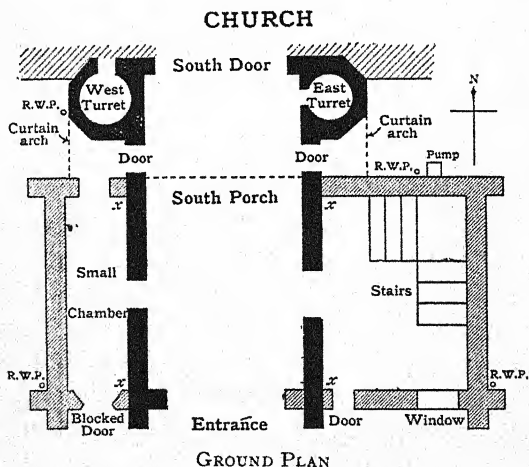 CHURCH
South Door
West
Turret
East
Turret
N
R.W.P.
Curtain
arch
Door
Door
Curtain
arch
R.W.P.
Pump
x
South Porch
x
Small
Chamber
Stairs
R.W.P.
x
x
R.W.P.
Blocked
Door
Entrance
Door
Window
GROUND PLAN